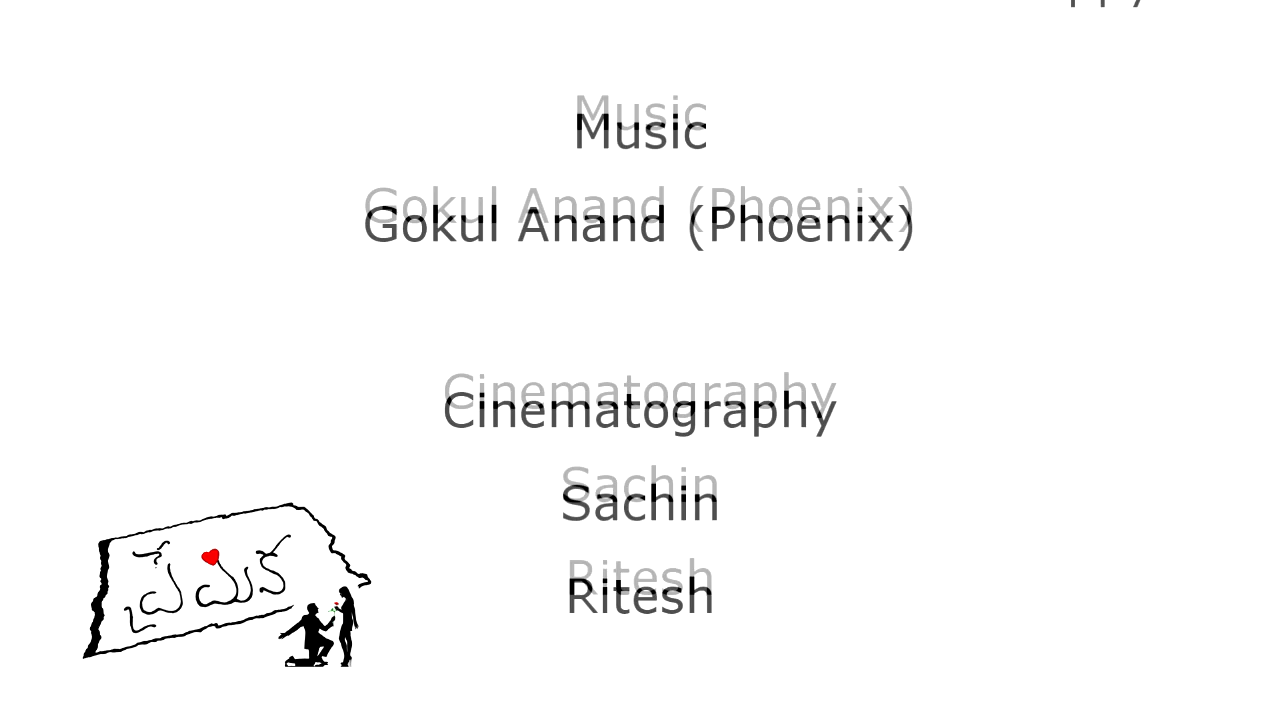 Music
Gokul Anand (Phoenix)
Cinematography
Sachin
Ritesh